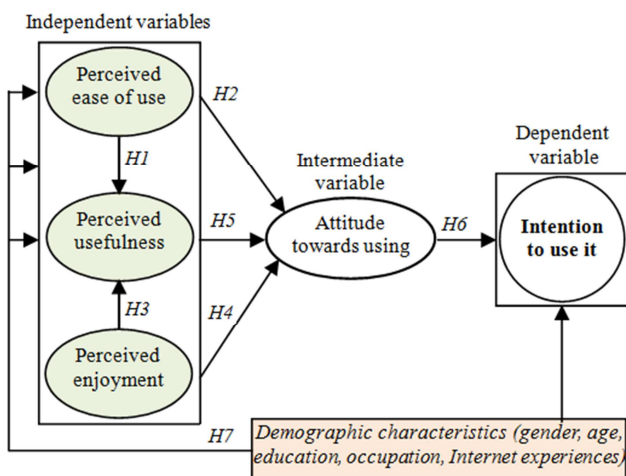 Independent variables
Perceived
ease of use
H2
H1
Dependent
variable
Intermediate
variable
Perceived
usefulness
H5
Attitude
towards using
H6
Intention
to use it
H3
H4
Perceived
enjoyment
H7
Demographic characteristics (gender, age,
education, occupation, Internet experiences)